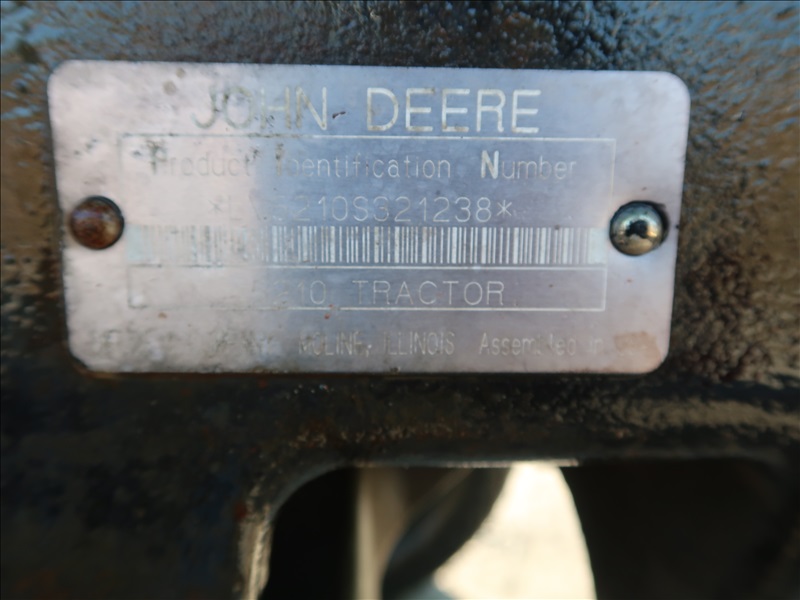 JOHN DEERE
Product Identification Number
210S321238*
TRACTOR
MOLINE, ILLINOIS Assembled in